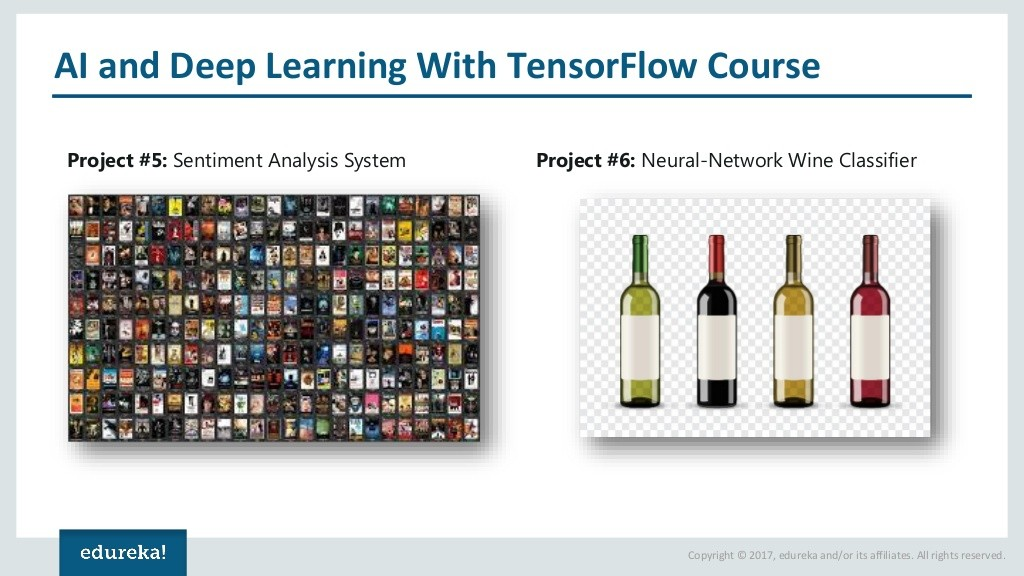 AI and Deep Learning With TensorFlow Course
Project #5: Sentiment Analysis System
Project #6: Neural-Network Wine Classifier
edureka!
Copyright © 2017, edureka and/or its affiliates. All rights reserved.